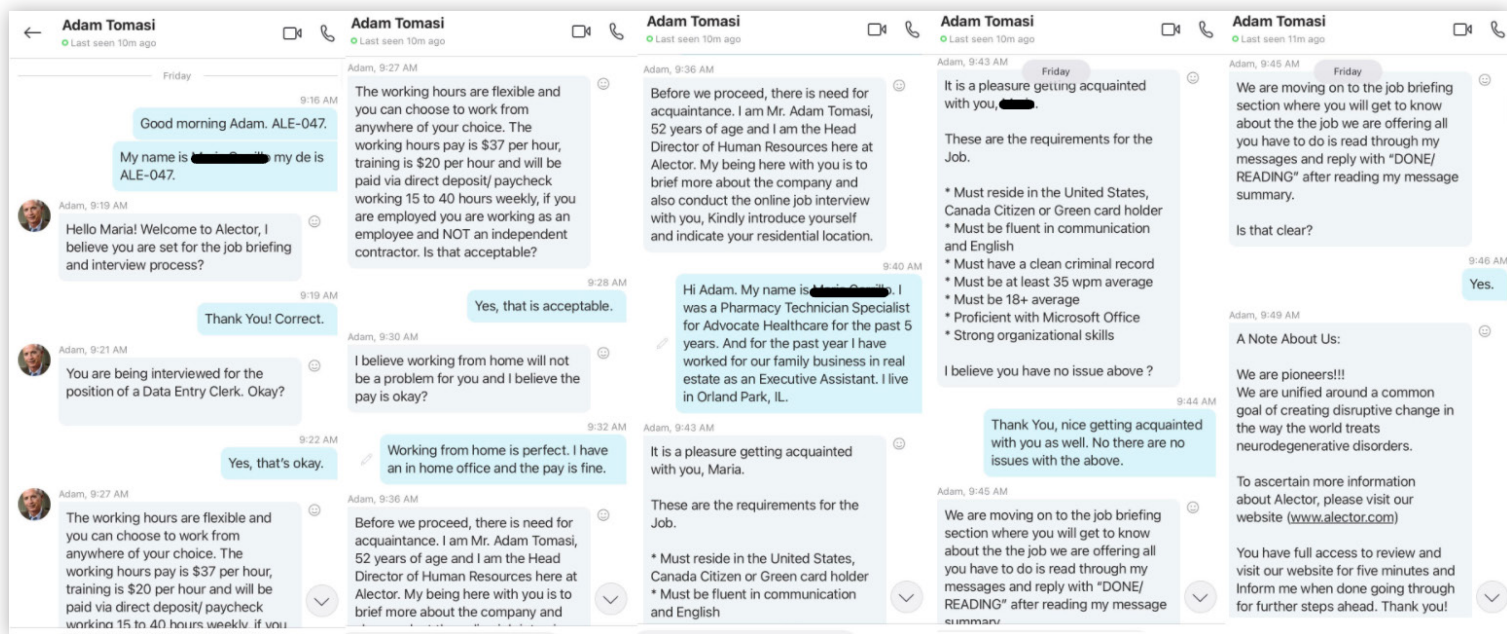 Adam Tomasi
Last seen 10m ago
Friday
9:16 AM
Good morning Adam. ALE-047.
My name is my de is
ALE-047.
Adam, 9:19 AM
Hello Maria! Welcome to Alector, I
believe you are set for the job briefing
and interview process?
9:19 AM
Thank You! Correct.
Adam, 9:21 AM
You are being interviewed for the
position of a Data Entry Clerk. Okay?
9:22 AM
Yes, that's okay.
Adam, 9:27 AM
The working hours are flexible and
you can choose to work from
anywhere of your choice. The
working hours pay is $37 per hour,
training is $20 per hour and will be
paid via direct deposit/ paycheck
working 15 to 40 hours weekly, if you
Adam Tomasi
Last seen 10m ago
Adam, 9:27 AM
The working hours are flexible and
you can choose to work from
anywhere of your choice. The
working hours pay is $37 per hour,
training is $20 per hour and will be
paid via direct deposit/ paycheck
working 15 to 40 hours weekly, if you
are employed you are working as an
employee and NOT an independent
contractor. Is that acceptable?
9:28 AM
Yes, that is acceptable.
Adam, 9:30 AM
I believe working from home will not
be a problem for you and I believe the
pay is okay?
9:32 AM
Working from home is perfect. I have
an in home office and the pay is fine.
Adam, 9:36 AM
Before we proceed, there is need for
acquaintance. I am Mr. Adam Tomasi,
52 years of age and I am the Head
Director of Human Resources here at
Alector. My being here with you is to
brief more about the company and
Adam Tomasi
Last seen 10m ago
Adam, 9:36 AM
Before we proceed, there is need for
acquaintance. I am Mr. Adam Tomasi,
52 years of age and I am the Head
Director of Human Resources here at
Alector. My being here with you is to
brief more about the company and
also conduct the online job interview
with you, Kindly introduce yourself
and indicate your residential location.
9:40 AM
Hi Adam. My name is . I
was a Pharmacy Technician Specialist
for Advocate Healthcare for the past 5
years. And for the past year I have
worked for our family business in real
estate as an Executive Assistant. I live
in Orland Park, IL.
Adam, 9:43 AM
It is a pleasure getting acquainted
with you, Maria.
These are the requirements for the
Job.
* Must reside in the United States,
Canada Citizen or Green card holder
* Must be fluent in communication
and English
Adam Tomasi
Last seen 10m ago
Adam, 9:43 AM
Friday
It is a pleasure getting acquainted
with you, .
These are the requirements for the
Job.
* Must reside in the United States,
Canada Citizen or Green card holder
* Must be fluent in communication
and English
* Must have a clean criminal record
* Must be at least 35 wpm average
* Must be 18+ average
* Proficient with Microsoft Office
* Strong organizational skills
I believe you have no issue above ?
9:44 AM
Thank You, nice getting acquainted
with you as well. No there are no
issues with the above.
Adam, 9:45 AM
We are moving on to the job briefing
section where you will get to know
about the the job we are offering all
you have to do is read through my
messages and reply with "DONE/
READING" after reading my message
summary
Adam Tomasi
Last seen 11m ago
Adam, 9:45 AM
Friday
We are moving on to the job briefing
section where you will get to know
about the the job we are offering all
you have to do is read through my
messages and reply with "DONE/
READING" after reading my message
summary.
Is that clear?
9:46 AM
Yes.
Adam, 9:49 AM
A Note About Us:
We are pioneers!!!
We are unified around a common
goal of creating disruptive change in
the way the world treats
neurodegenerative disorders.
To ascertain more information
about Alector, please visit our
website (www.alector.com)
You have full access to review and
visit our website for five minutes and
Inform me when done going through
for further steps ahead. Thank you!